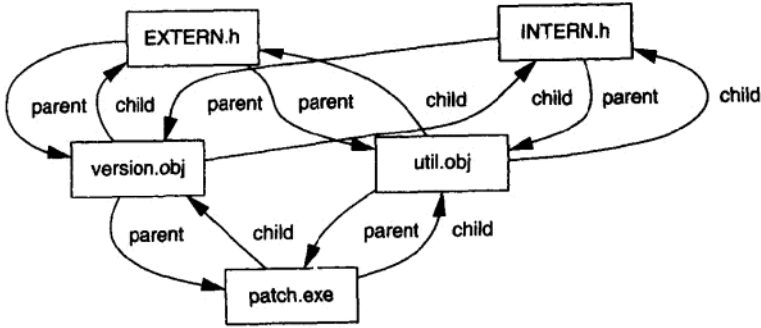 EXTERN.h
INTERN.h
parent
child
parent
parent
child
child
parent
child
version.obj
util.obj
parent
child
parent
child
patch.exe